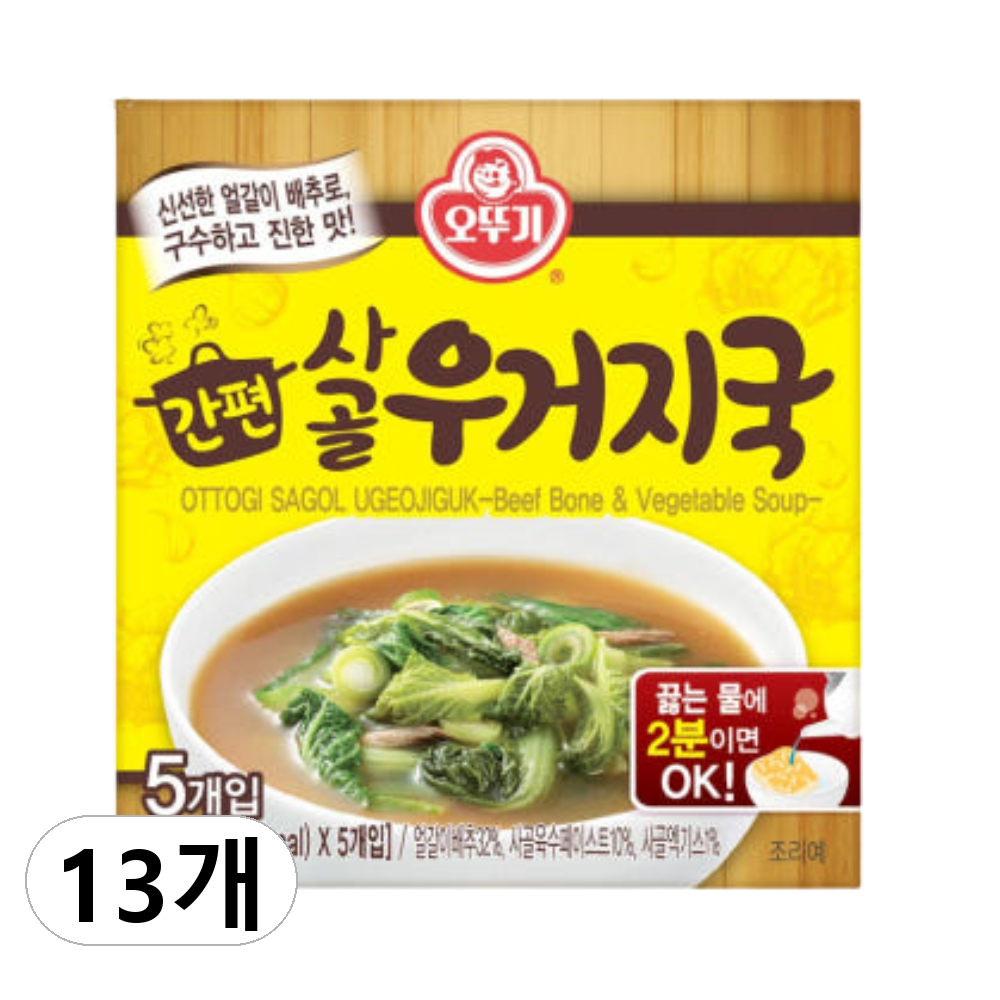 신선한 얼갈이 배추로,
구수하고 진한 맛!
오뚜기
®
간편
사골 우거지국
OTTOGI SAGOL UGEOJIGUK-Beef Bone & Vegetable Soup-
끓는 물에
2분이면
OK!
5개입
al) X 5개입] / 얼갈이배추32%, 사골육수페이스트10%, 사골엑기스1%
조리예
13개